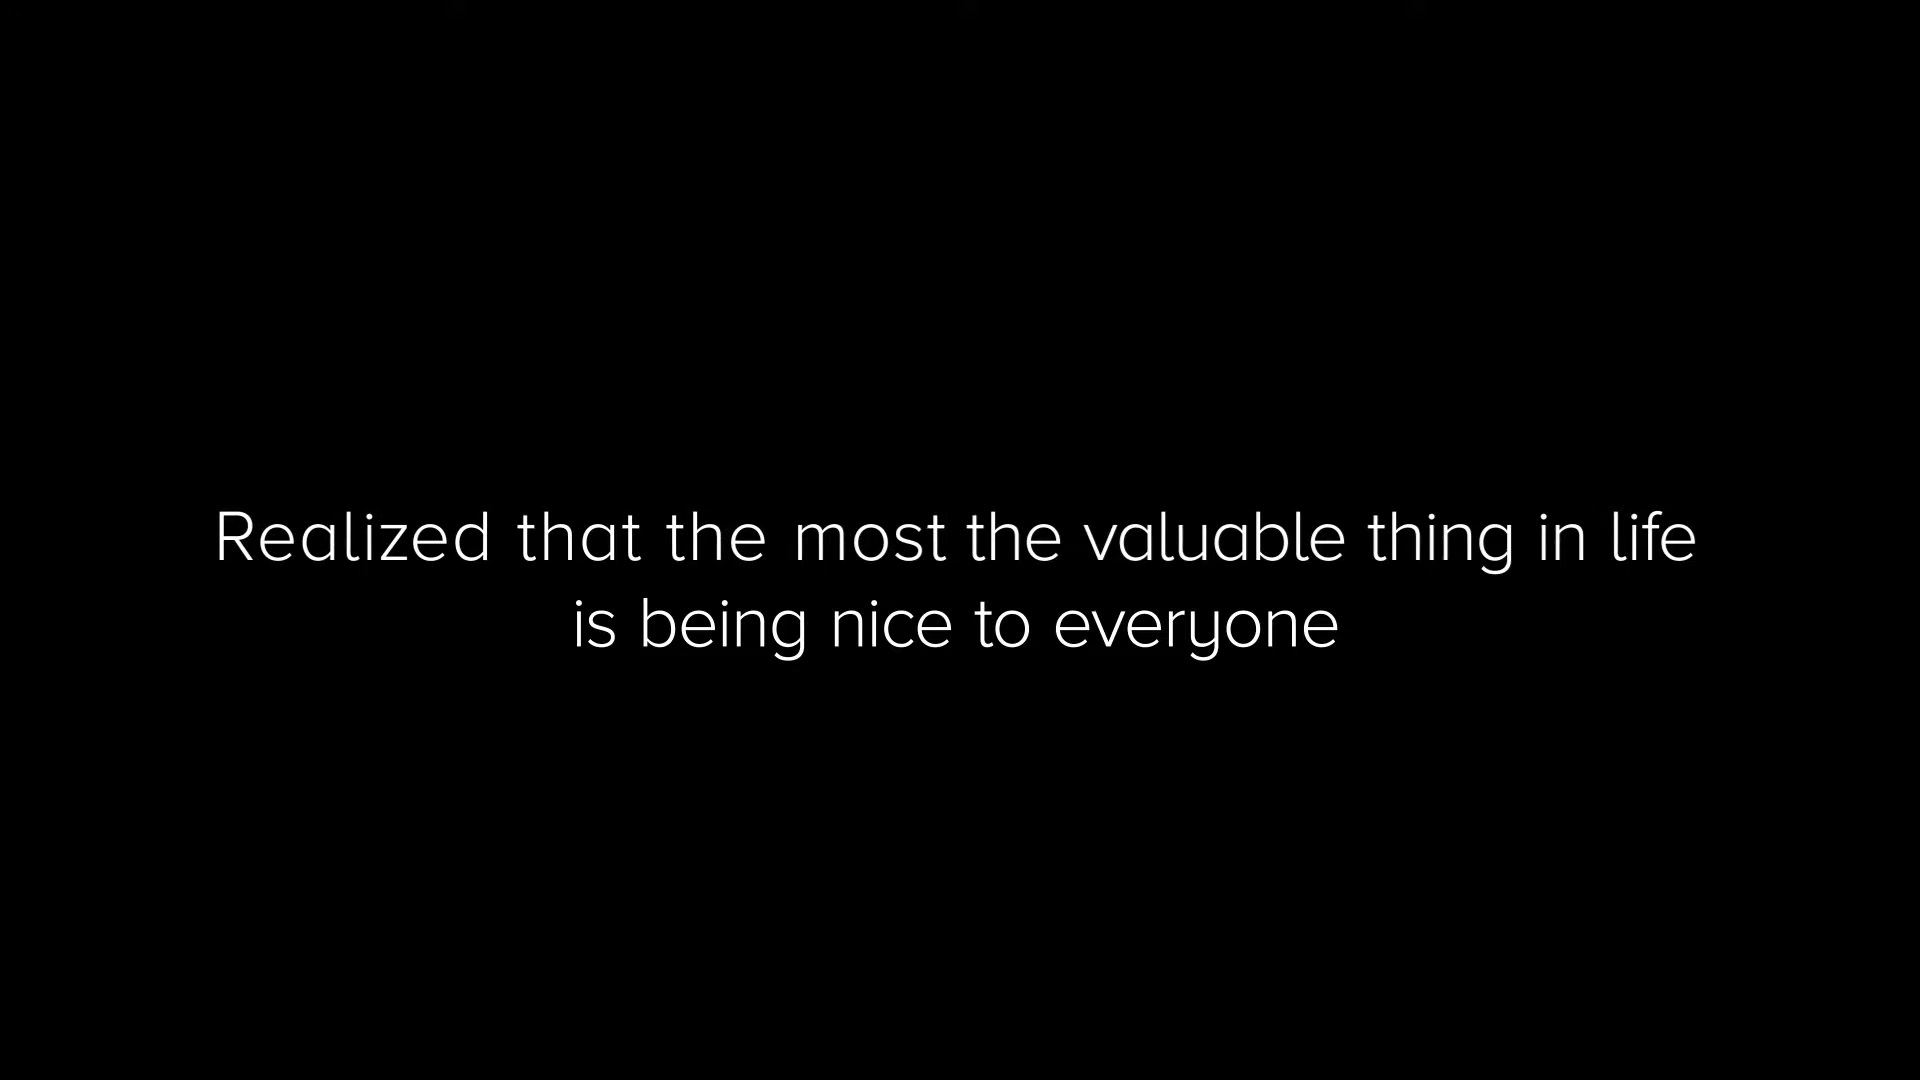 Realized that the most the valuable thing in life
is being nice to everyone